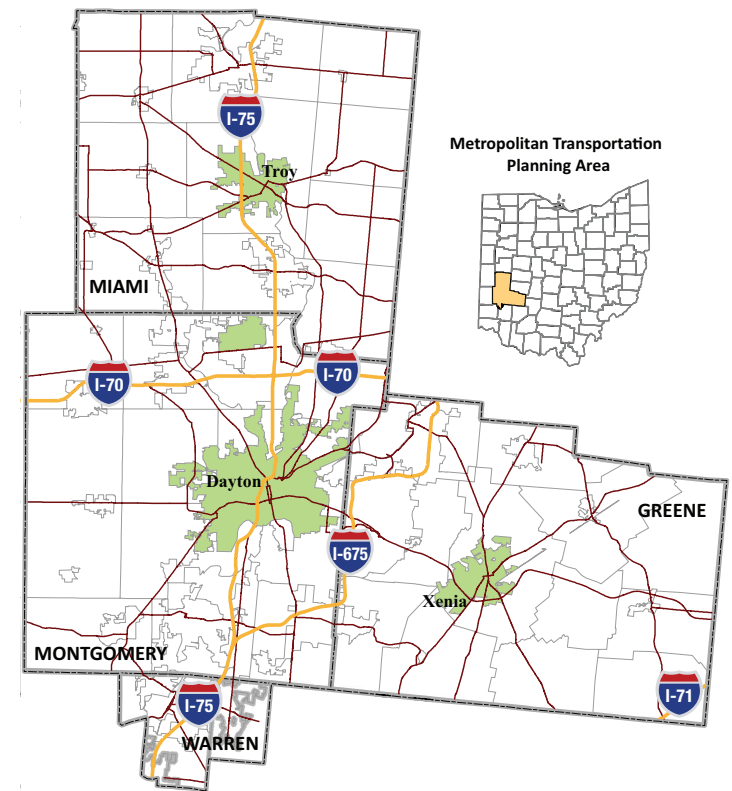 I-75
Troy
Metropolitan Transportation
Planning Area
MIAMI
I-70
I-70
Dayton
GREENE
I-675
Xenia
MONTGOMERY
I-75
I-71
WARREN